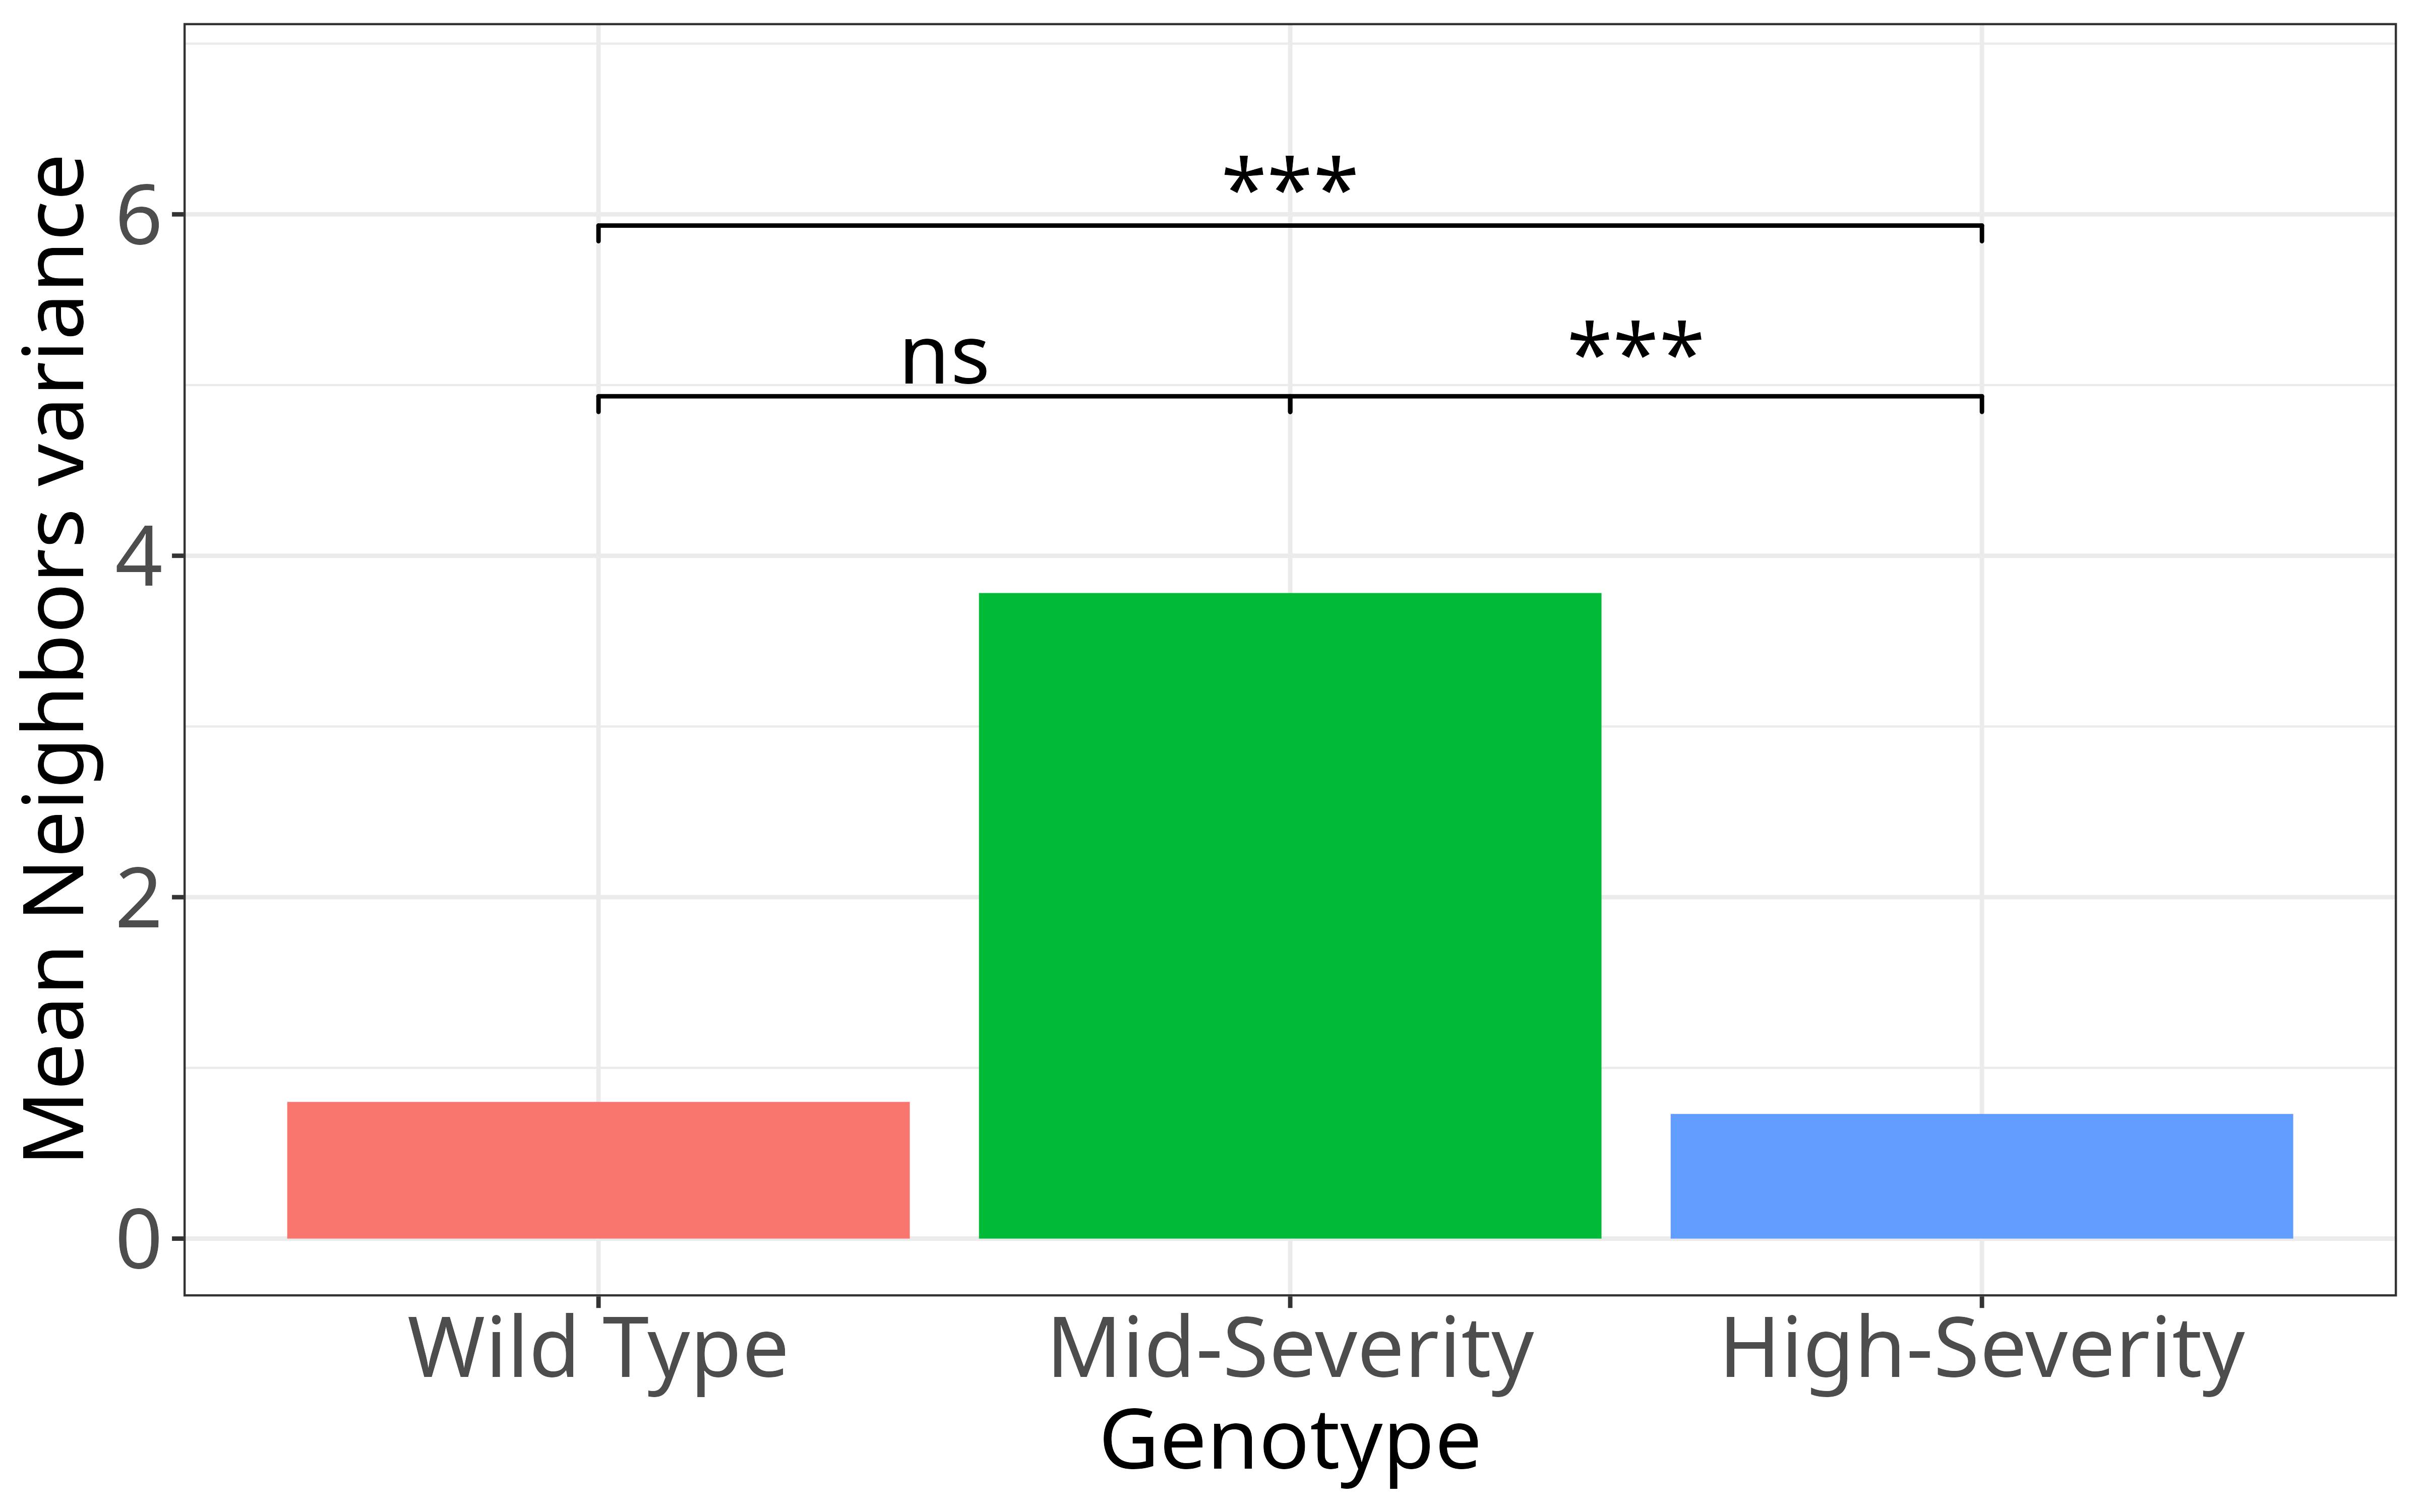 Mean Neighbors variance
6
4
2
0
***
ns
***
Wild Type
Mid-Severity
High-Severity
Genotype